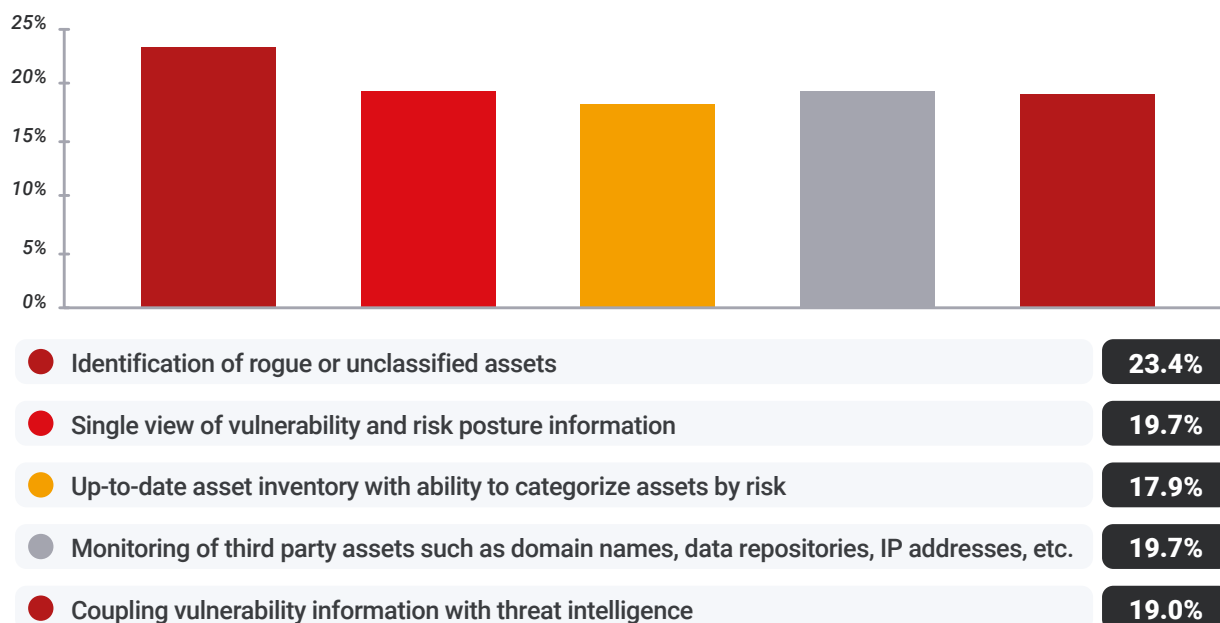 25%
20%
15%
10%
5%
0%
Identification of rogue or unclassified assets 23.4%
Single view of vulnerability and risk posture information 19.7%
Up-to-date asset inventory with ability to categorize assets by risk 17.9%
Monitoring of third party assets such as domain names, data repositories, IP addresses, etc. 19.7%
Coupling vulnerability information with threat intelligence 19.0%